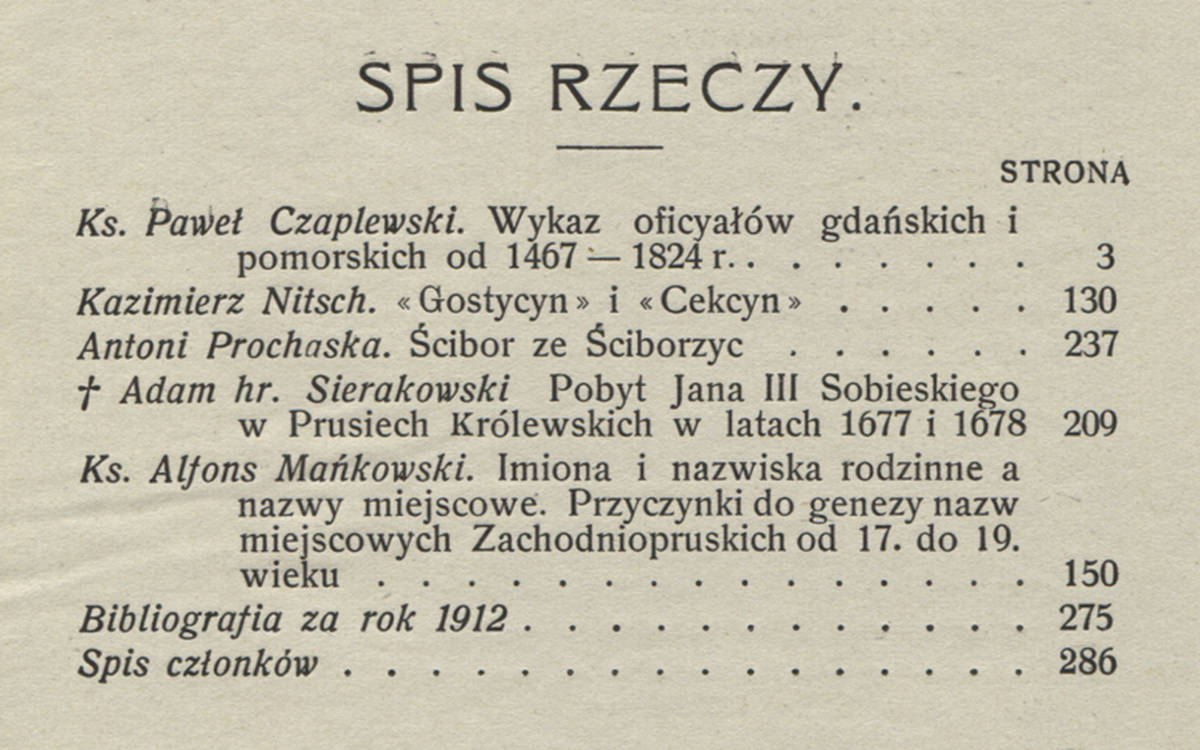 SPIS RZECZY.
STRONA
Ks. Paweł Czaplewski. Wykaz oficyałów gdańskich i
pomorskich od 1467 — 1824 r. . . . . . . . 3
Kazimierz Nitsch. «Gostycyn» i «Cekcyn» . . . . . 130
Antoni Prochaska. Ścibor ze Ściborzyc . . . . . . 237
† Adam hr. Sierakowski Pobyt Jana III Sobieskiego
w Prusiech Królewskich w latach 1677 i 1678 209
Ks. Alfons Mańkowski. Imiona i nazwiska rodzinne a
nazwy miejscowe. Przyczynki do genezy nazw
miejscowych Zachodniopruskich od 17. do 19.
wieku . . . . . . . . . . . . . . . 150
Bibliografia za rok 1912 . . . . . . . . . . . . 275
Spis członków . . . . . . . . . . . . . . . . 286